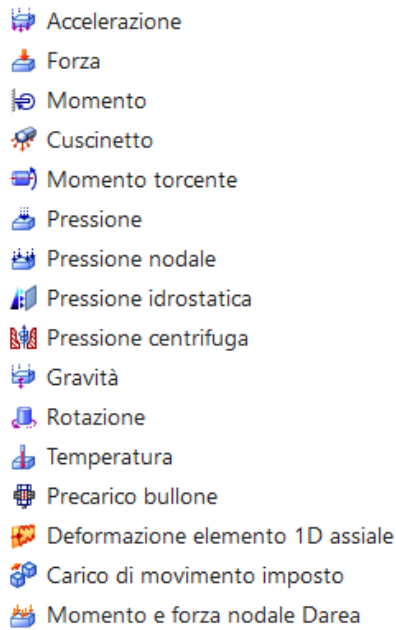 Accelerazione
Forza
Momento
Cuscinetto
Momento torcente
Pressione
Pressione nodale
Pressione idrostatica
Pressione centrifuga
Gravità
Rotazione
Temperatura
Precarico bullone
Deformazione elemento 1D assiale
Carico di movimento imposto
Momento e forza nodale Darea